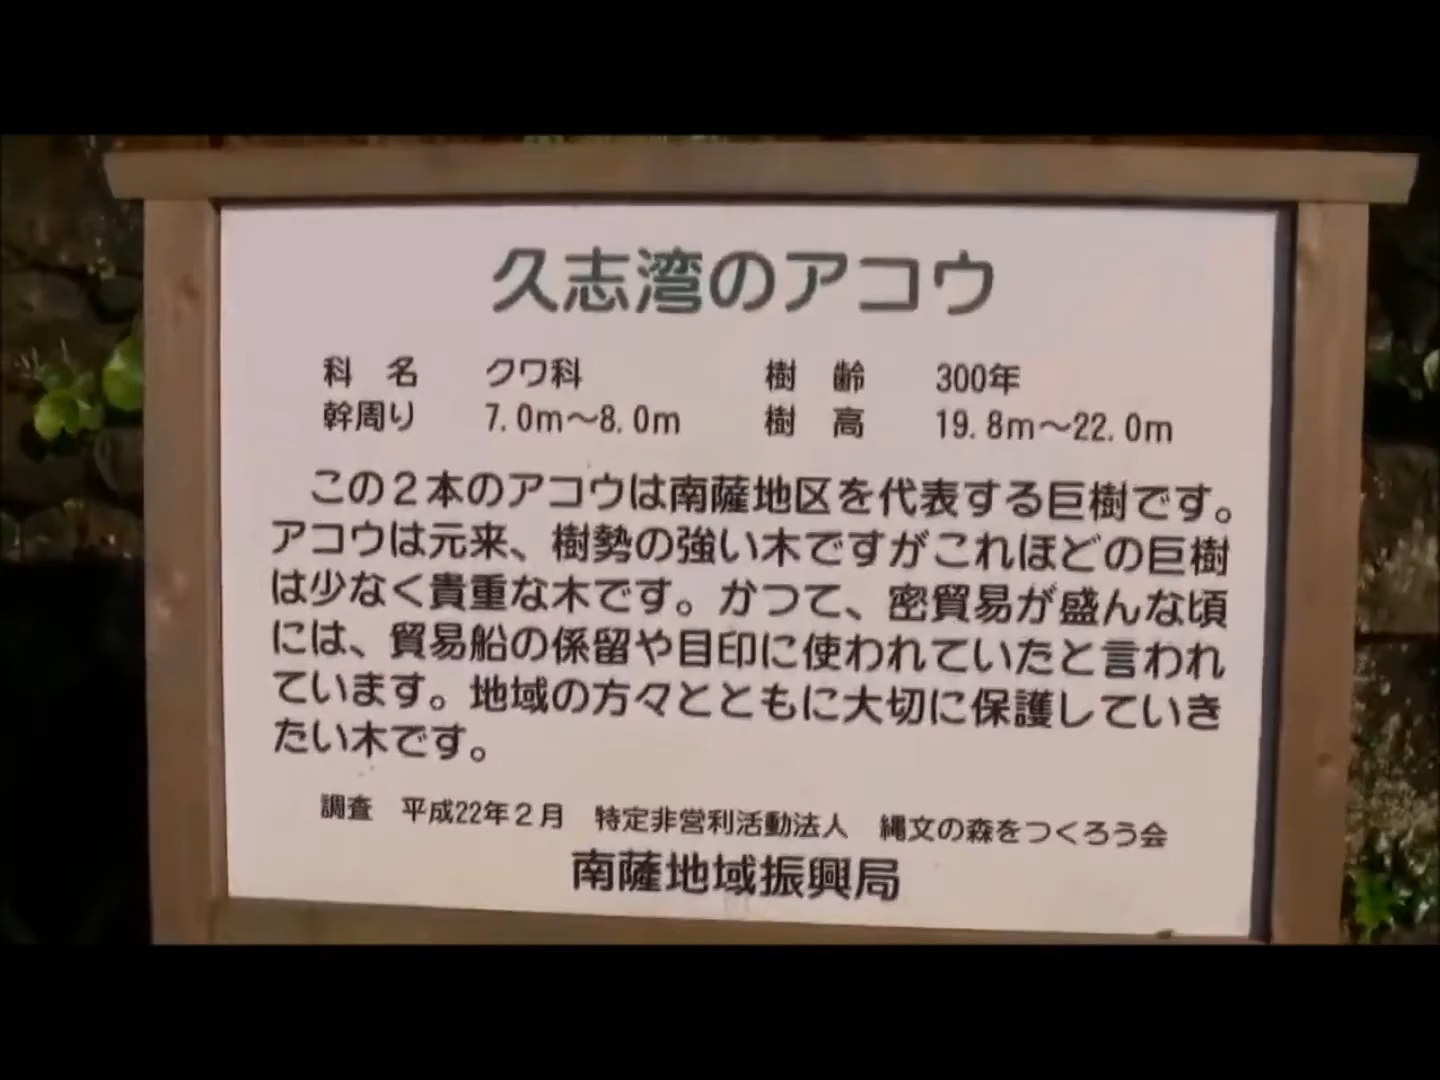 久志湾のアコウ
科　名　クワ科　樹　齢　300年
幹周り　7.0m～8.0m　樹　高　19.8m～22.0m
この２本のアコウは南薩地区を代表する巨樹です。
アコウは元来、樹勢の強い木ですがこれほどの巨樹
は少なく貴重な木です。かつて、密貿易が盛んな頃
には、貿易船の係留や目印に使われていたと言われ
ています。地域の方々とともに大切に保護していき
たい木です。
調査　平成22年２月　特定非営利活動法人　縄文の森をつくろう会
南薩地域振興局